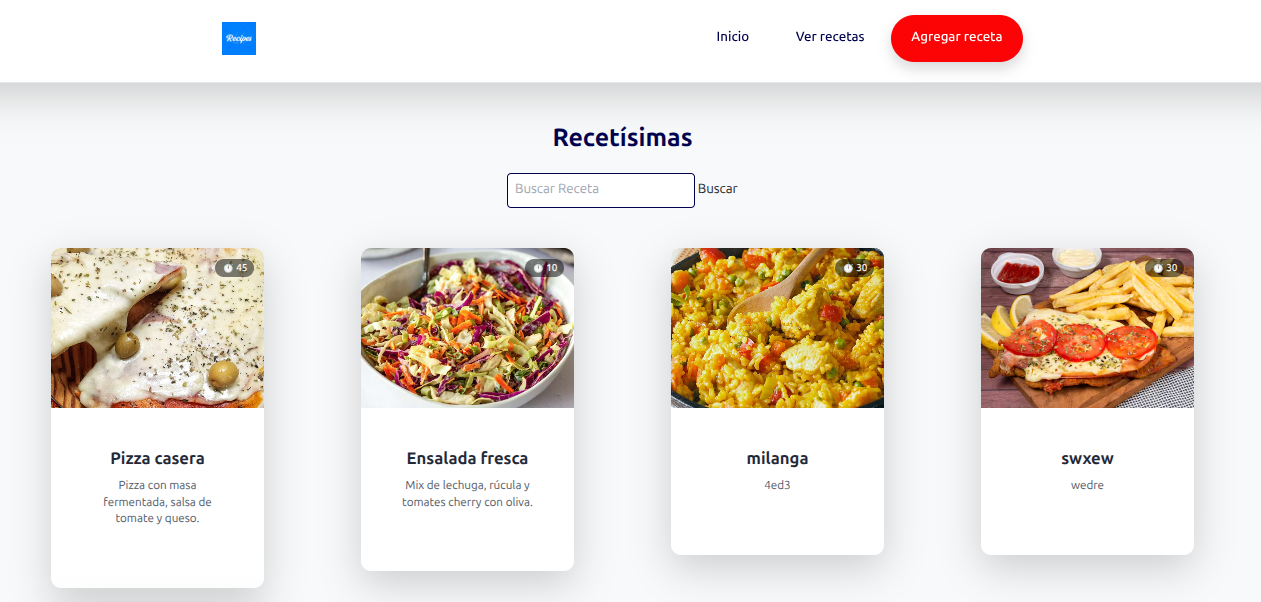 Recipes
Inicio
Ver recetas
Agregar receta
Recetísimas
Buscar Receta
Buscar
45
10
30
30
Pizza casera
Pizza con masa
fermentada, salsa de
tomate y queso.
Ensalada fresca
Mix de lechuga, rúcula y
tomates cherry con oliva.
milanga
4ed3
swxew
wedre